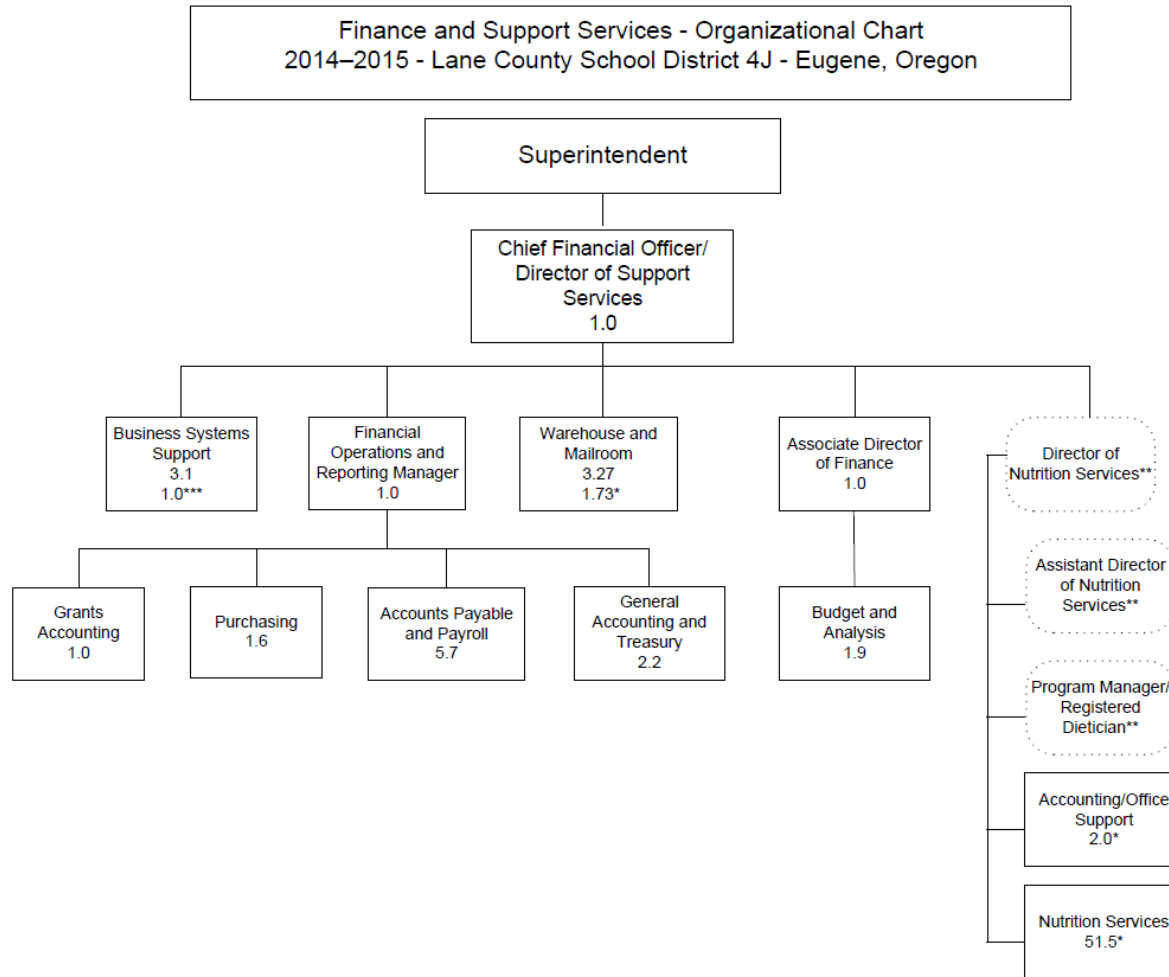 Finance and Support Services - Organizational Chart
2014–2015 - Lane County School District 4J - Eugene, Oregon
Superintendent
Chief Financial Officer/
Director of Support
Services
1.0
Business Systems
Support
3.1
1.0***
Financial
Operations and
Reporting Manager
1.0
Warehouse and
Mailroom
3.27
1.73*
Associate Director
of Finance
1.0
Director of
Nutrition Services**
Grants
Accounting
1.0
Purchasing
1.6
Accounts Payable
and Payroll
5.7
General
Accounting and
Treasury
2.2
Budget and
Analysis
1.9
Assistant Director
of Nutrition
Services**
Program Manager/
Registered
Dietician**
Accounting/Office
Support
2.0*
Nutrition Services
51.5*